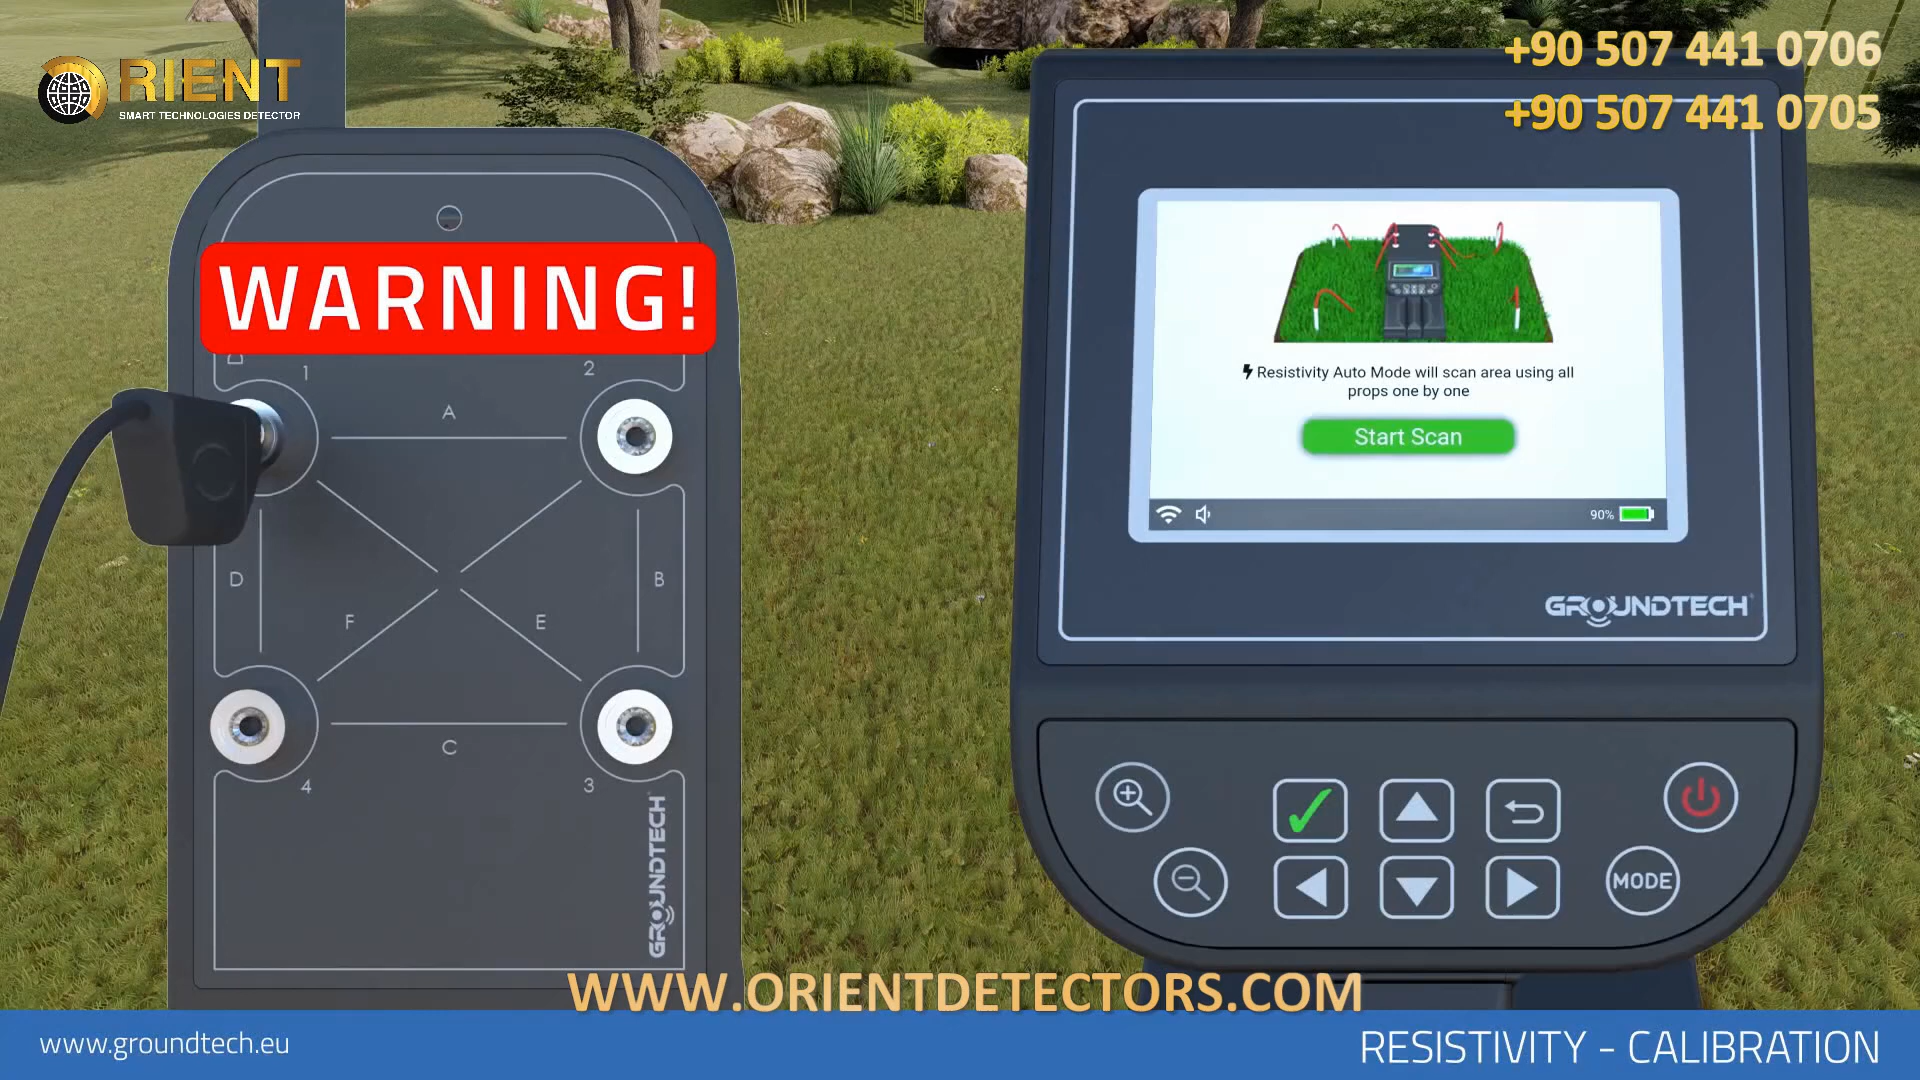 ORIENT
SMART TECHNOLOGIES DETECTOR
+90 507 441 0706
+90 507 441 0705
WARNING!
D
1
2
A
D
B
F
E
C
4
3
GROUNDTECH
Resistivity Auto Mode will scan area using all
props one by one
Start Scan
90%
GROUNDTECH
MODE
WWW.ORIENTDETECTORS.COM
www.groundtech.eu
RESISTIVITY - CALIBRATION